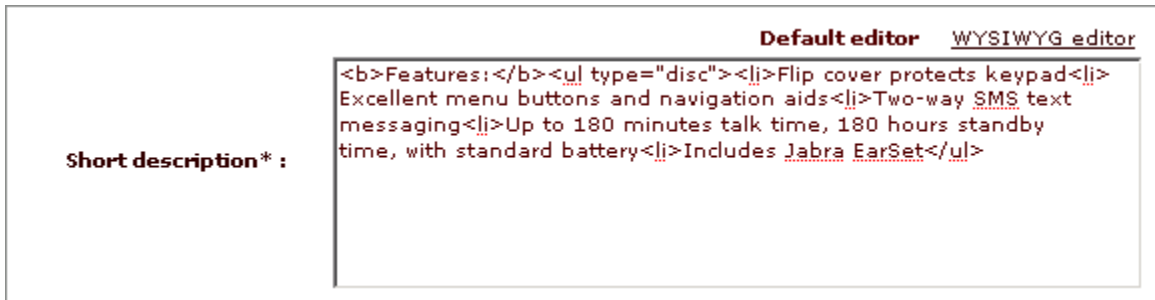 Default editor WYSIWYG editor
<b>Features:</b><ul type="disc"><li>Flip cover protects keypad<li>
Excellent menu buttons and navigation aids<li>Two-way SMS text
messaging<li>Up to 180 minutes talk time, 180 hours standby
time, with standard battery<li>Includes Jabra EarSet</ul>
Short description* :